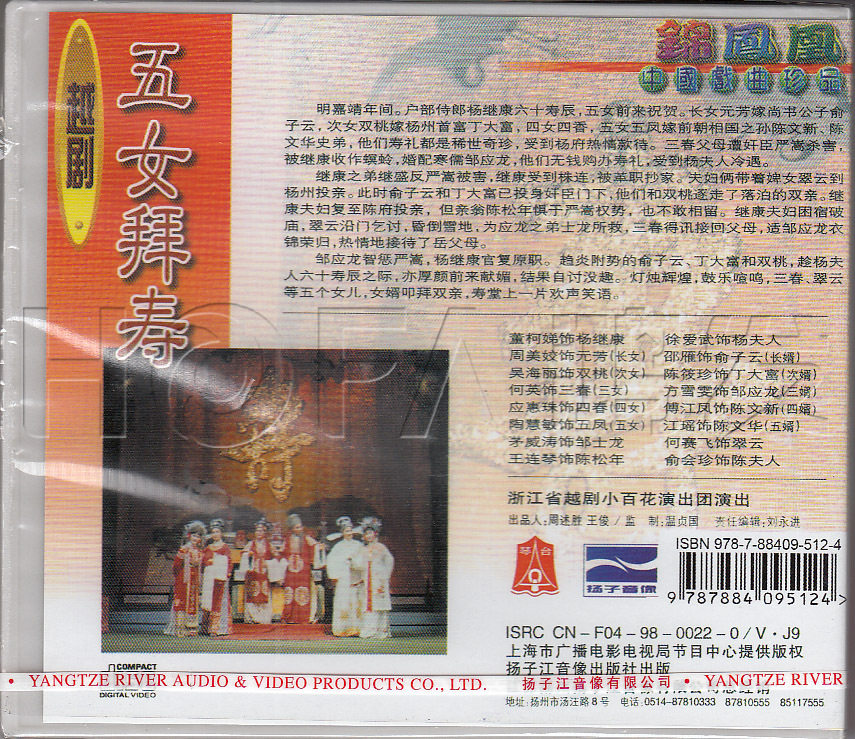 越剧
五女拜寿
錦鳳凰
中國戲曲珍品
明嘉靖年间。户部侍郎杨继康六十寿辰，五女前来祝贺。长女元芳嫁尚书公子俞
子云，次女双桃嫁杨州首富丁大富，四女四香，五女五凤嫁前朝相国之孙陈文新、陈
文华史弟，他们寿礼都是稀世奇珍，受到杨府热情款待。三春父母遭奸臣严嵩杀害，
被继康收作螟蛉，婚配寒儒邹应龙，他们无钱购办寿礼，受到杨夫人冷遇。
继康之弟继盛反严嵩被害，继康受到株连，被革职抄家。夫妇俩带着婢女翠云到
杨州投亲。此时俞子云和丁大富已投身奸臣门下，他们和双桃逐走了落泊的双亲。继
康夫妇复至陈府投亲，但亲翁陈松年惧于严嵩权势，也不敢相留。继康夫妇困宿破
庙，翠云沿门乞讨，昏倒雪地，为应龙之弟士龙所救，三春得讯接回父母，适邹应龙衣
锦荣归，热情地接待了岳父母。
邹应龙智惩严嵩，杨继康官复原职。趋炎附势的俞子云、丁大富和双桃，趁杨夫
人六十寿辰之际，亦厚颜前来献媚，结果自讨没趣。灯烛辉煌，鼓乐喧鸣，三春、翠云
等五个女儿，女婿叩拜双亲，寿堂上一片欢声笑语。
董柯娣饰杨继康 徐爱武饰杨夫人
周美姣饰元芳(长女) 邵雁饰俞子云(长婿)
吴海丽饰双桃(次女) 陈筱珍饰丁大富(次婿)
何英饰三春(三女) 方雪雯饰邹应龙(三婿)
应惠珠饰四春(四女) 傅江凤饰陈文新(四婿)
陶慧敏饰五凤(五女) 江瑶饰陈文华(五婿)
茅威涛饰邹士龙 何赛飞饰翠云
王连琴饰陈松年 俞会珍饰陈夫人
浙江省越剧小百花演出团演出
出品人：周述胜 王俊/监 制：温贞国 责任编辑：刘永进
琴台
扬子音像
ISBN 978-7-88409-512-4
9 787884 095124 >
ISRC CN-F04-98-0022-0/V·J9
上海市广播电影电视局节目中心提供版权
扬子江音像出版社出版
COMPACT
DIGITAL VIDEO
· YANGTZE RIVER AUDIO & VIDEO PRODUCTS CO., LTD. 扬子江音像有限公司 · YANGTZE RIVER
地址：扬州市汶汪路8号 电话：0514-87810333 87810555 85117555
寿